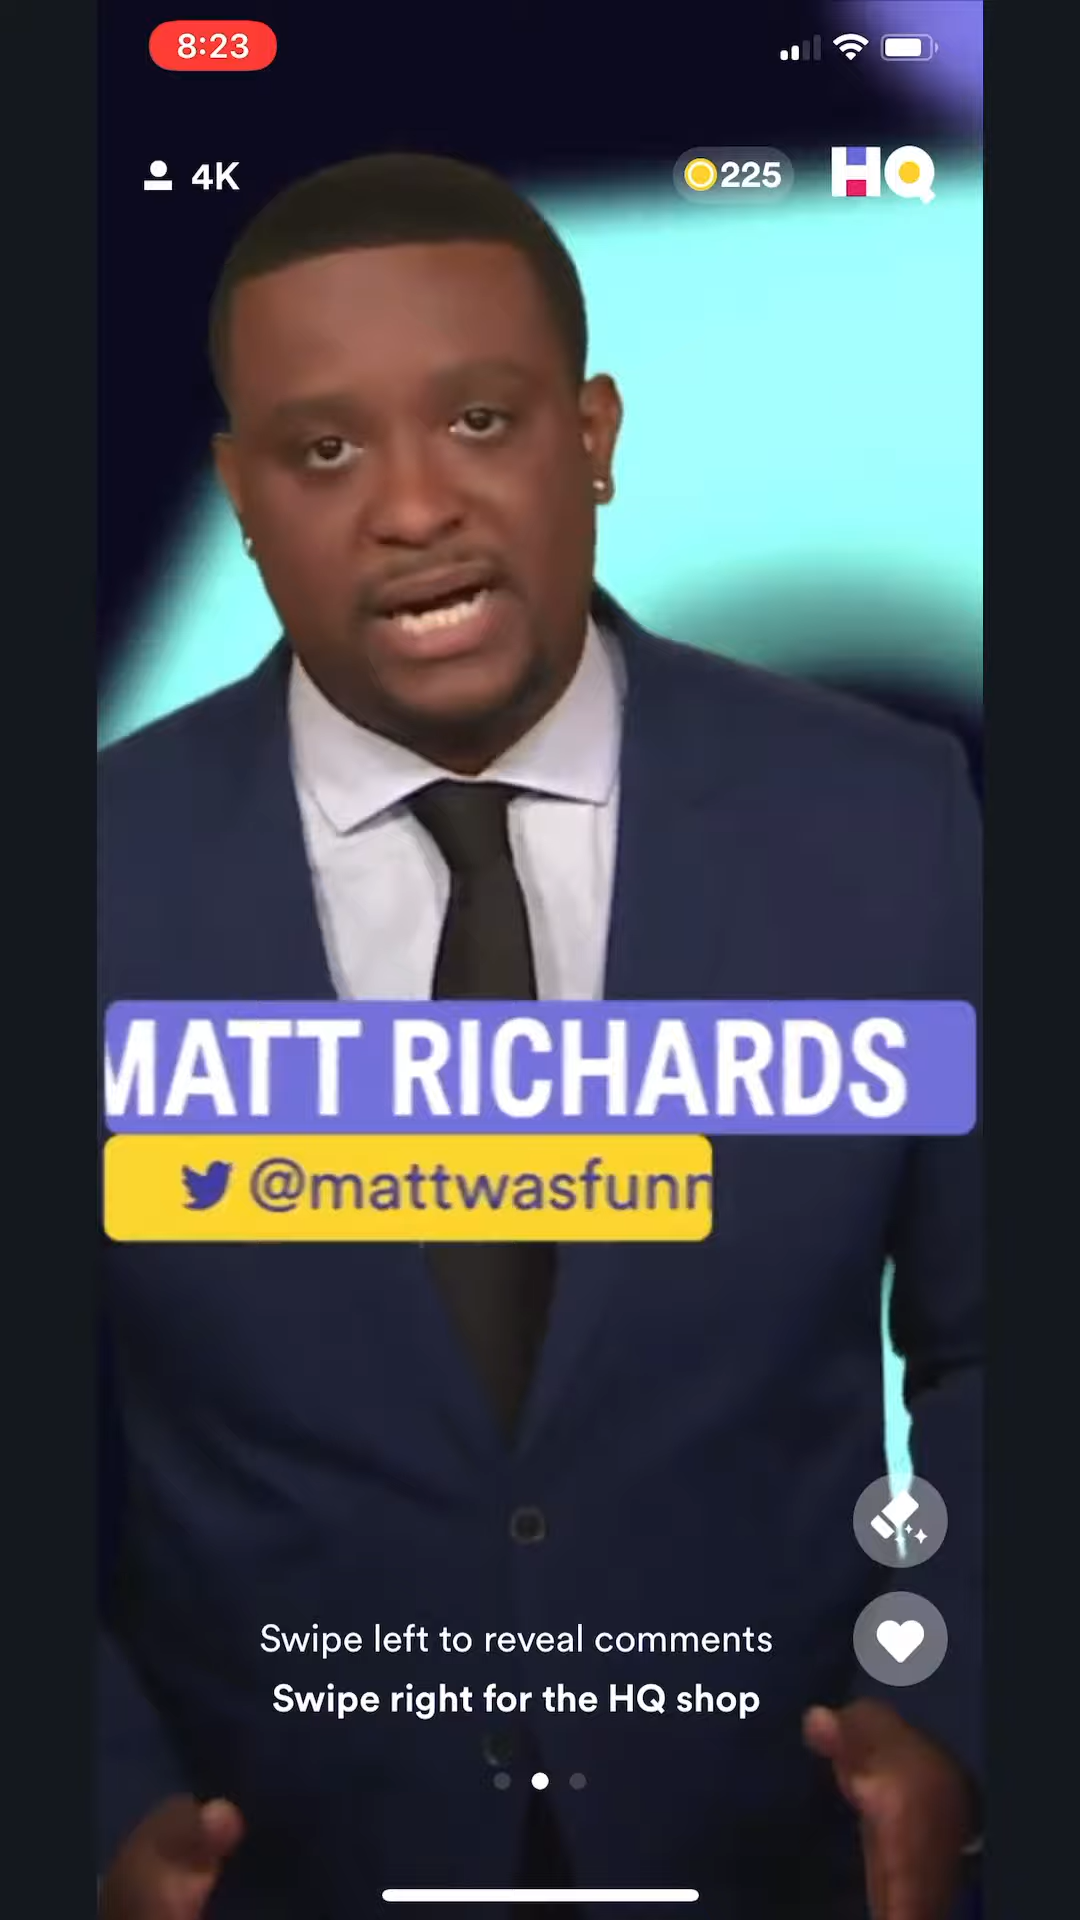 8:23
4K
225
HQ
MATT RICHARDS
@mattwasfunn
Swipe left to reveal comments
Swipe right for the HQ shop